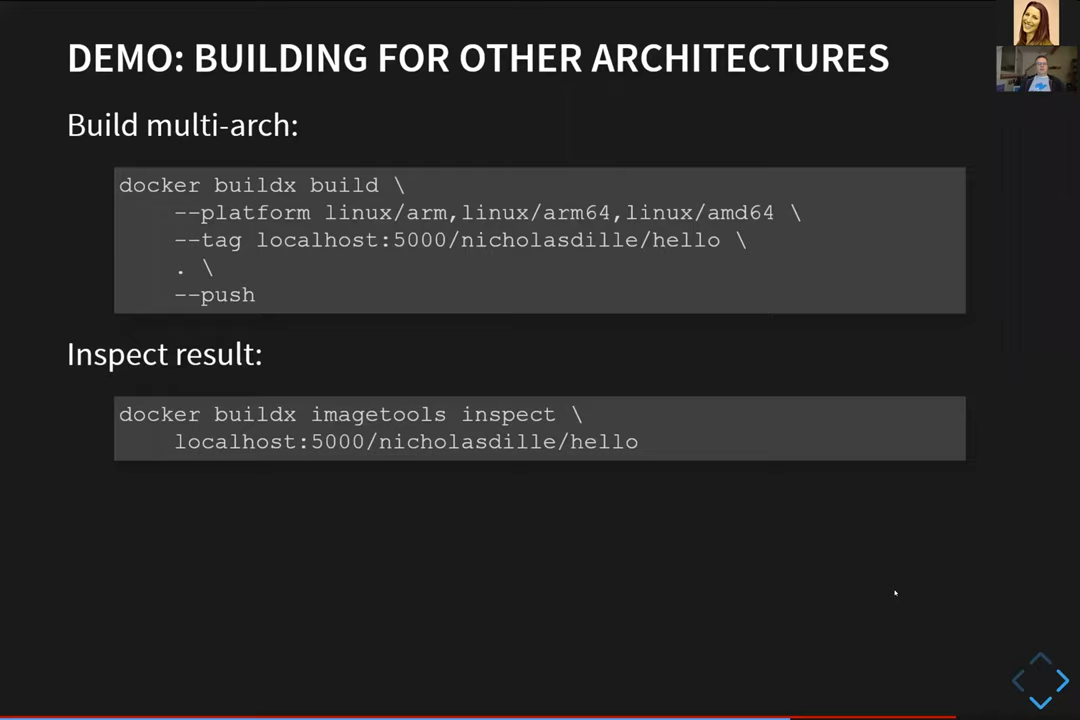 DEMO: BUILDING FOR OTHER ARCHITECTURES
Build multi-arch:
docker buildx build \
--platform linux/arm,linux/arm64,linux/amd64 \
--tag localhost:5000/nicholasdille/hello \
. \
--push
Inspect result:
docker buildx imagetools inspect \
localhost:5000/nicholasdille/hello